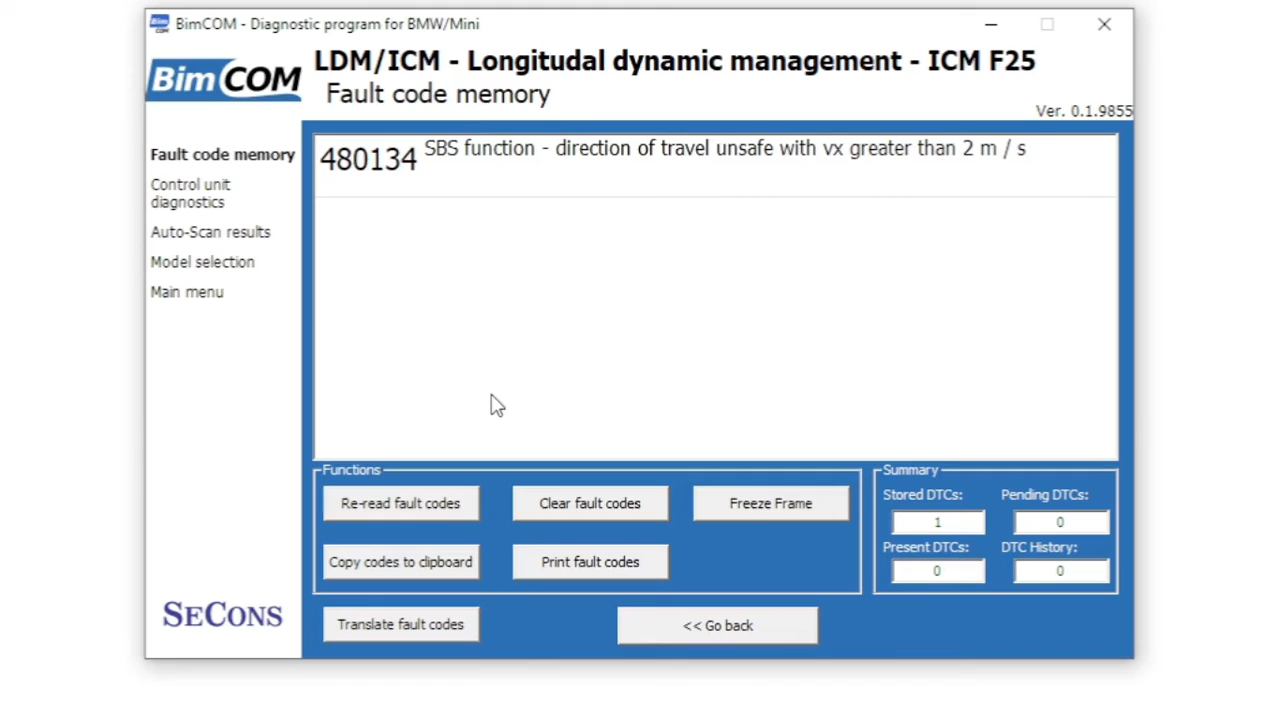 BimCOM - Diagnostic program for BMW/Mini
Bim COM
LDM/ICM - Longitudal dynamic management - ICM F25
Fault code memory
Ver. 0.1.9855
Fault code memory
Control unit
diagnostics
Auto-Scan results
Model selection
Main menu
480134 SBS function - direction of travel unsafe with vx greater than 2 m / s
Functions
Re-read fault codes
Clear fault codes
Freeze Frame
Copy codes to clipboard
Print fault codes
Summary
Stored DTCs:
Pending DTCs:
1
0
Present DTCs:
DTC History:
0
0
SECONS
Translate fault codes
<< Go back